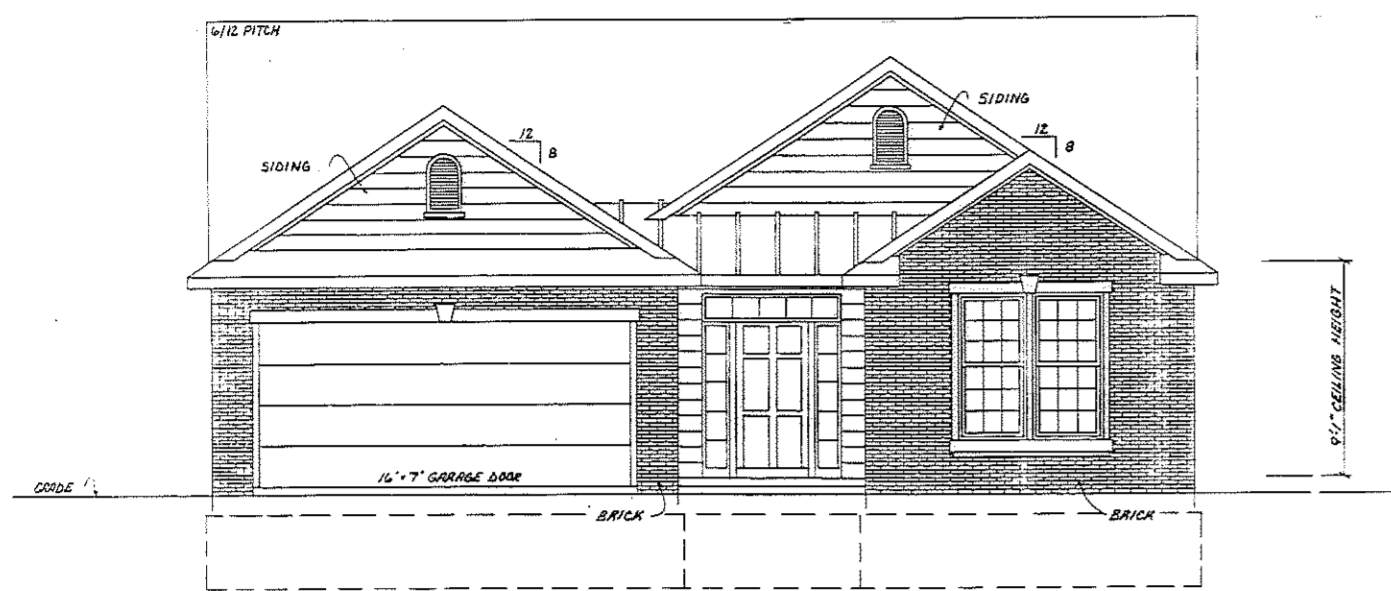 6/12 PITCH
SIDING
12
8
SIDING
12
8
9'-1" CEILING HEIGHT
16' x 7' GARAGE DOOR
GRADE
BRICK
BRICK